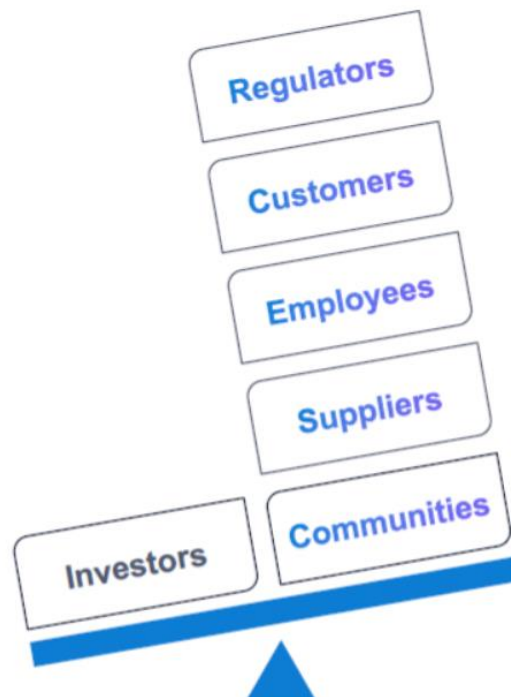 Regulators
Customers
Employees
Suppliers
Communities
Investors